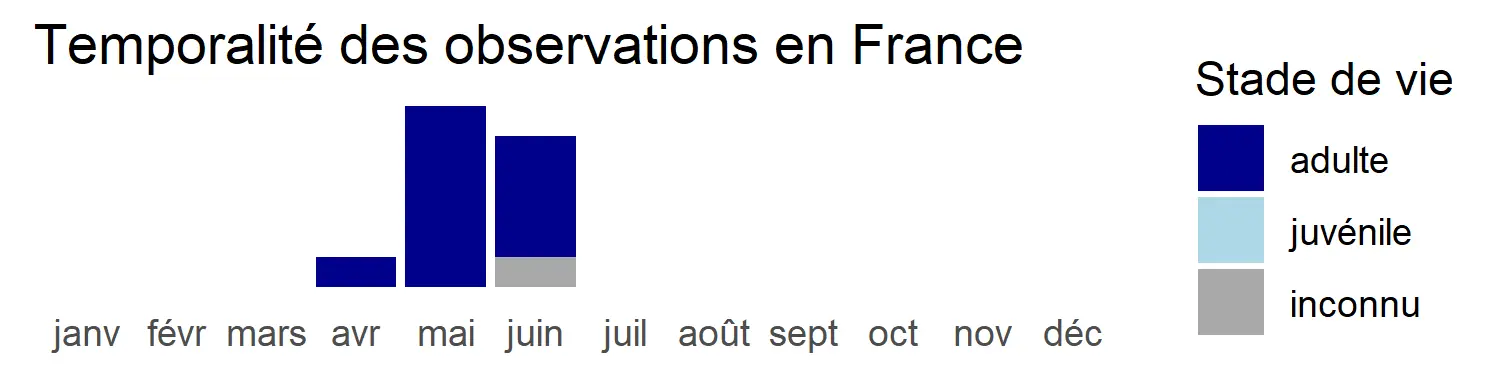 Temporalité des observations en France
janv févr mars avr mai juin juil août sept oct nov déc
Stade de vie
adulte
juvénile
inconnu